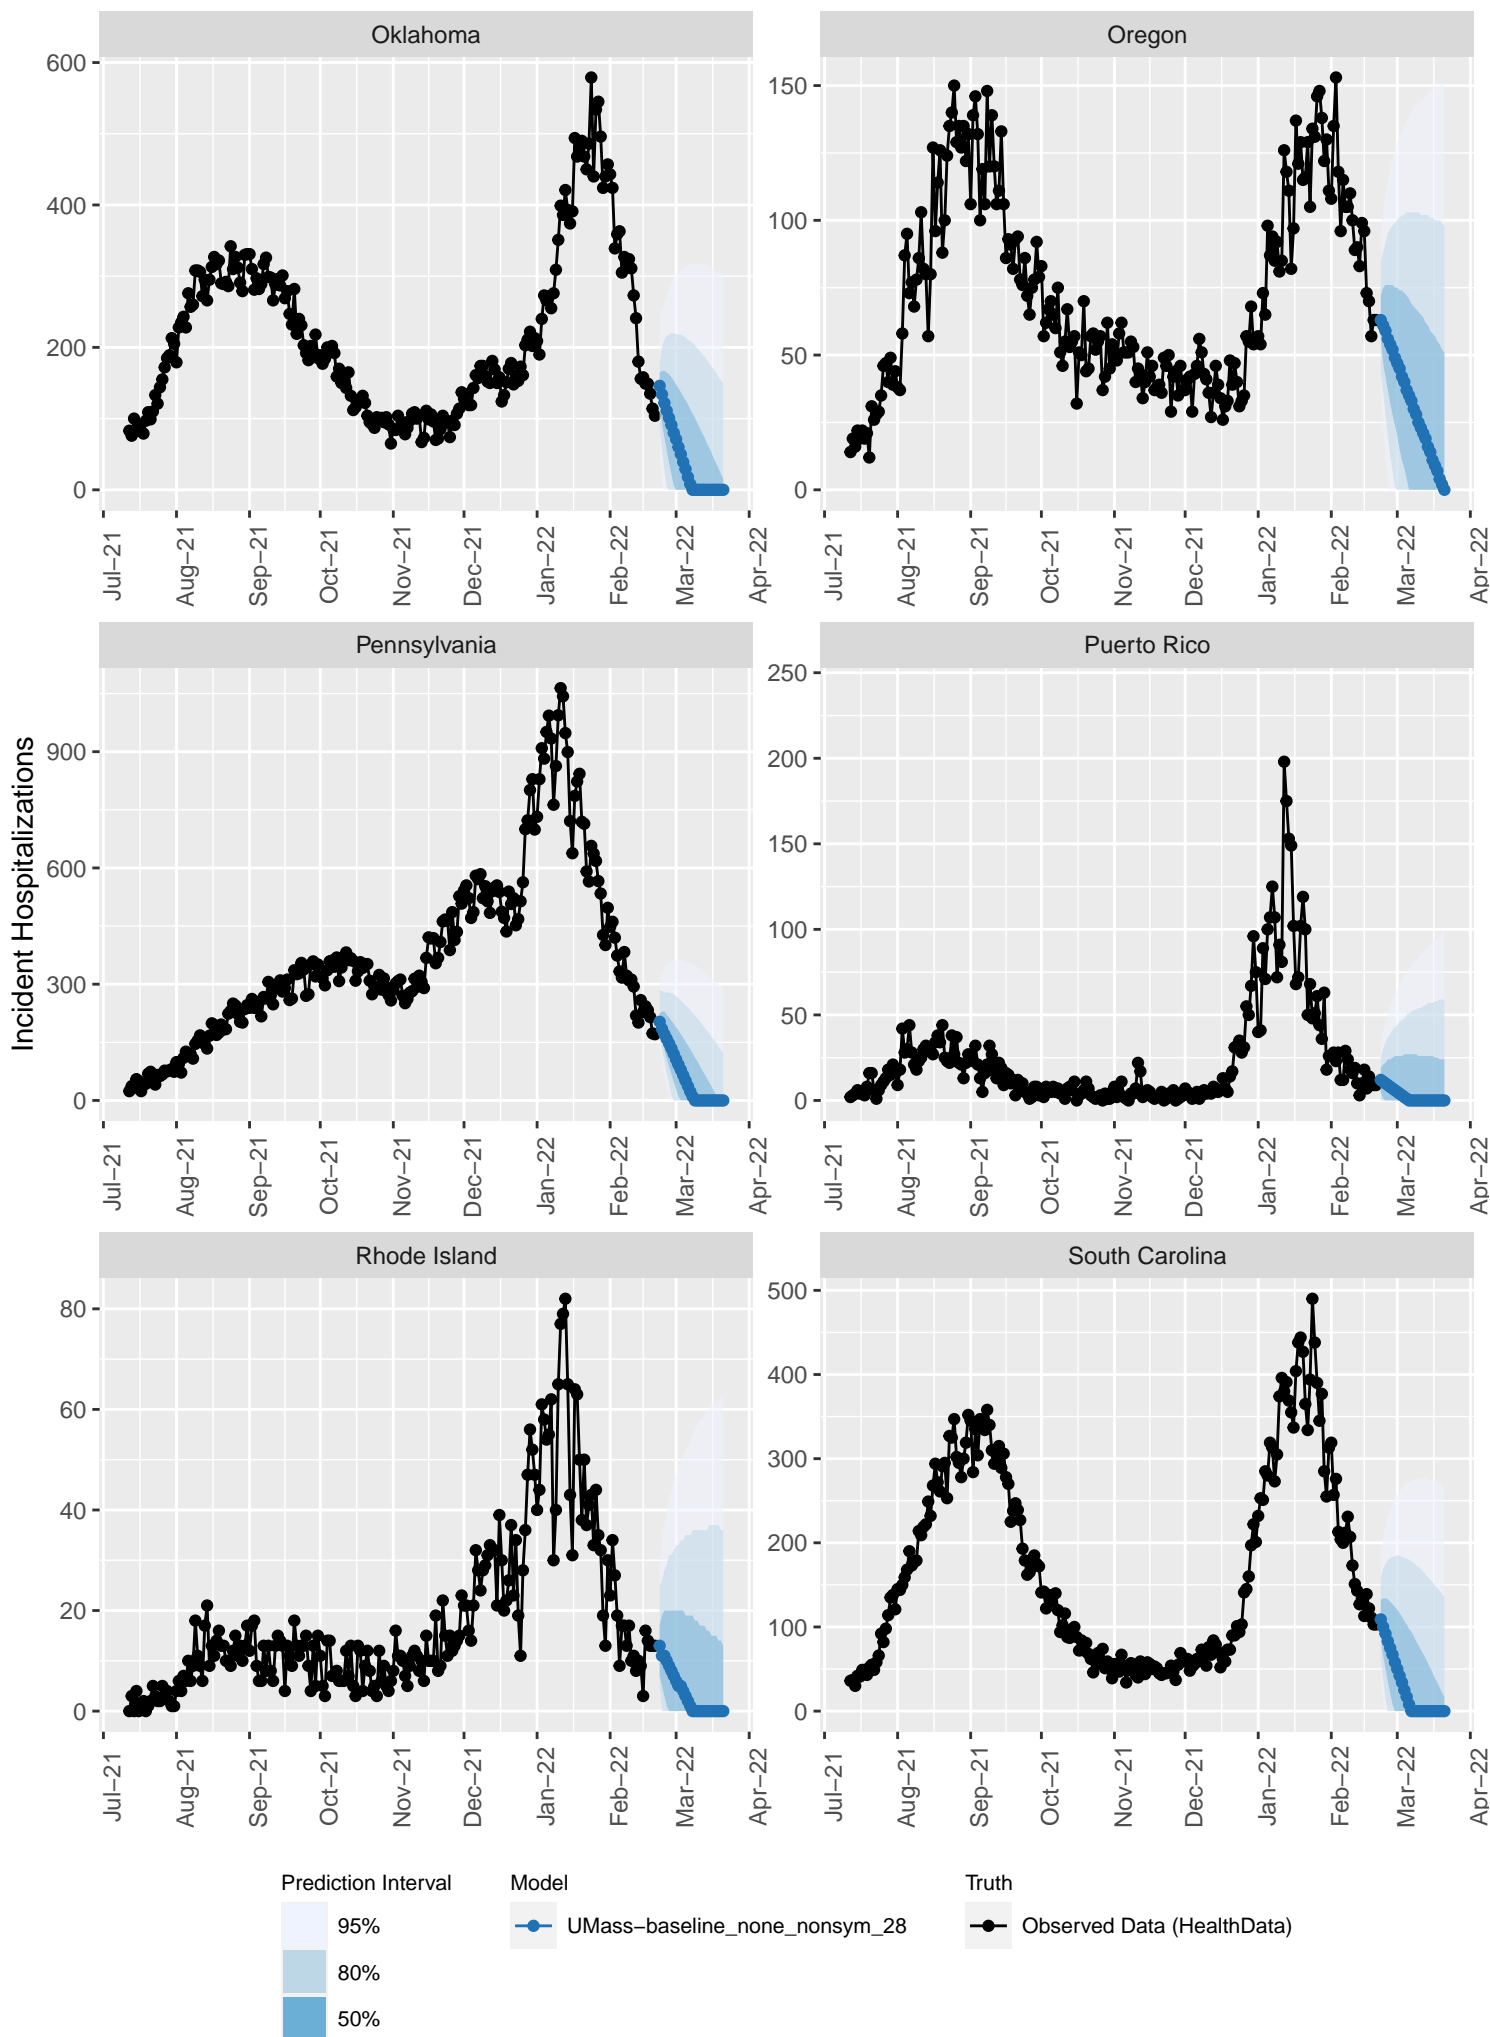 Oklahoma
Oregon
600
400
200
0
150
100
50
0
Jul−21 Aug−21 Sep−21 Oct−21 Nov−21 Dec−21 Jan−22 Feb−22 Mar−22 Apr−22
Jul−21 Aug−21 Sep−21 Oct−21 Nov−21 Dec−21 Jan−22 Feb−22 Mar−22 Apr−22
Incident Hospitalizations
Pennsylvania
Puerto Rico
900
600
300
0
250
200
150
100
50
0
Jul−21 Aug−21 Sep−21 Oct−21 Nov−21 Dec−21 Jan−22 Feb−22 Mar−22 Apr−22
Jul−21 Aug−21 Sep−21 Oct−21 Nov−21 Dec−21 Jan−22 Feb−22 Mar−22 Apr−22
Rhode Island
South Carolina
80
60
40
20
0
500
400
300
200
100
0
Jul−21 Aug−21 Sep−21 Oct−21 Nov−21 Dec−21 Jan−22 Feb−22 Mar−22 Apr−22
Jul−21 Aug−21 Sep−21 Oct−21 Nov−21 Dec−21 Jan−22 Feb−22 Mar−22 Apr−22
Prediction Interval
95%
80%
50%
Model
UMass−baseline_none_nonsym_28
Truth
Observed Data (HealthData)